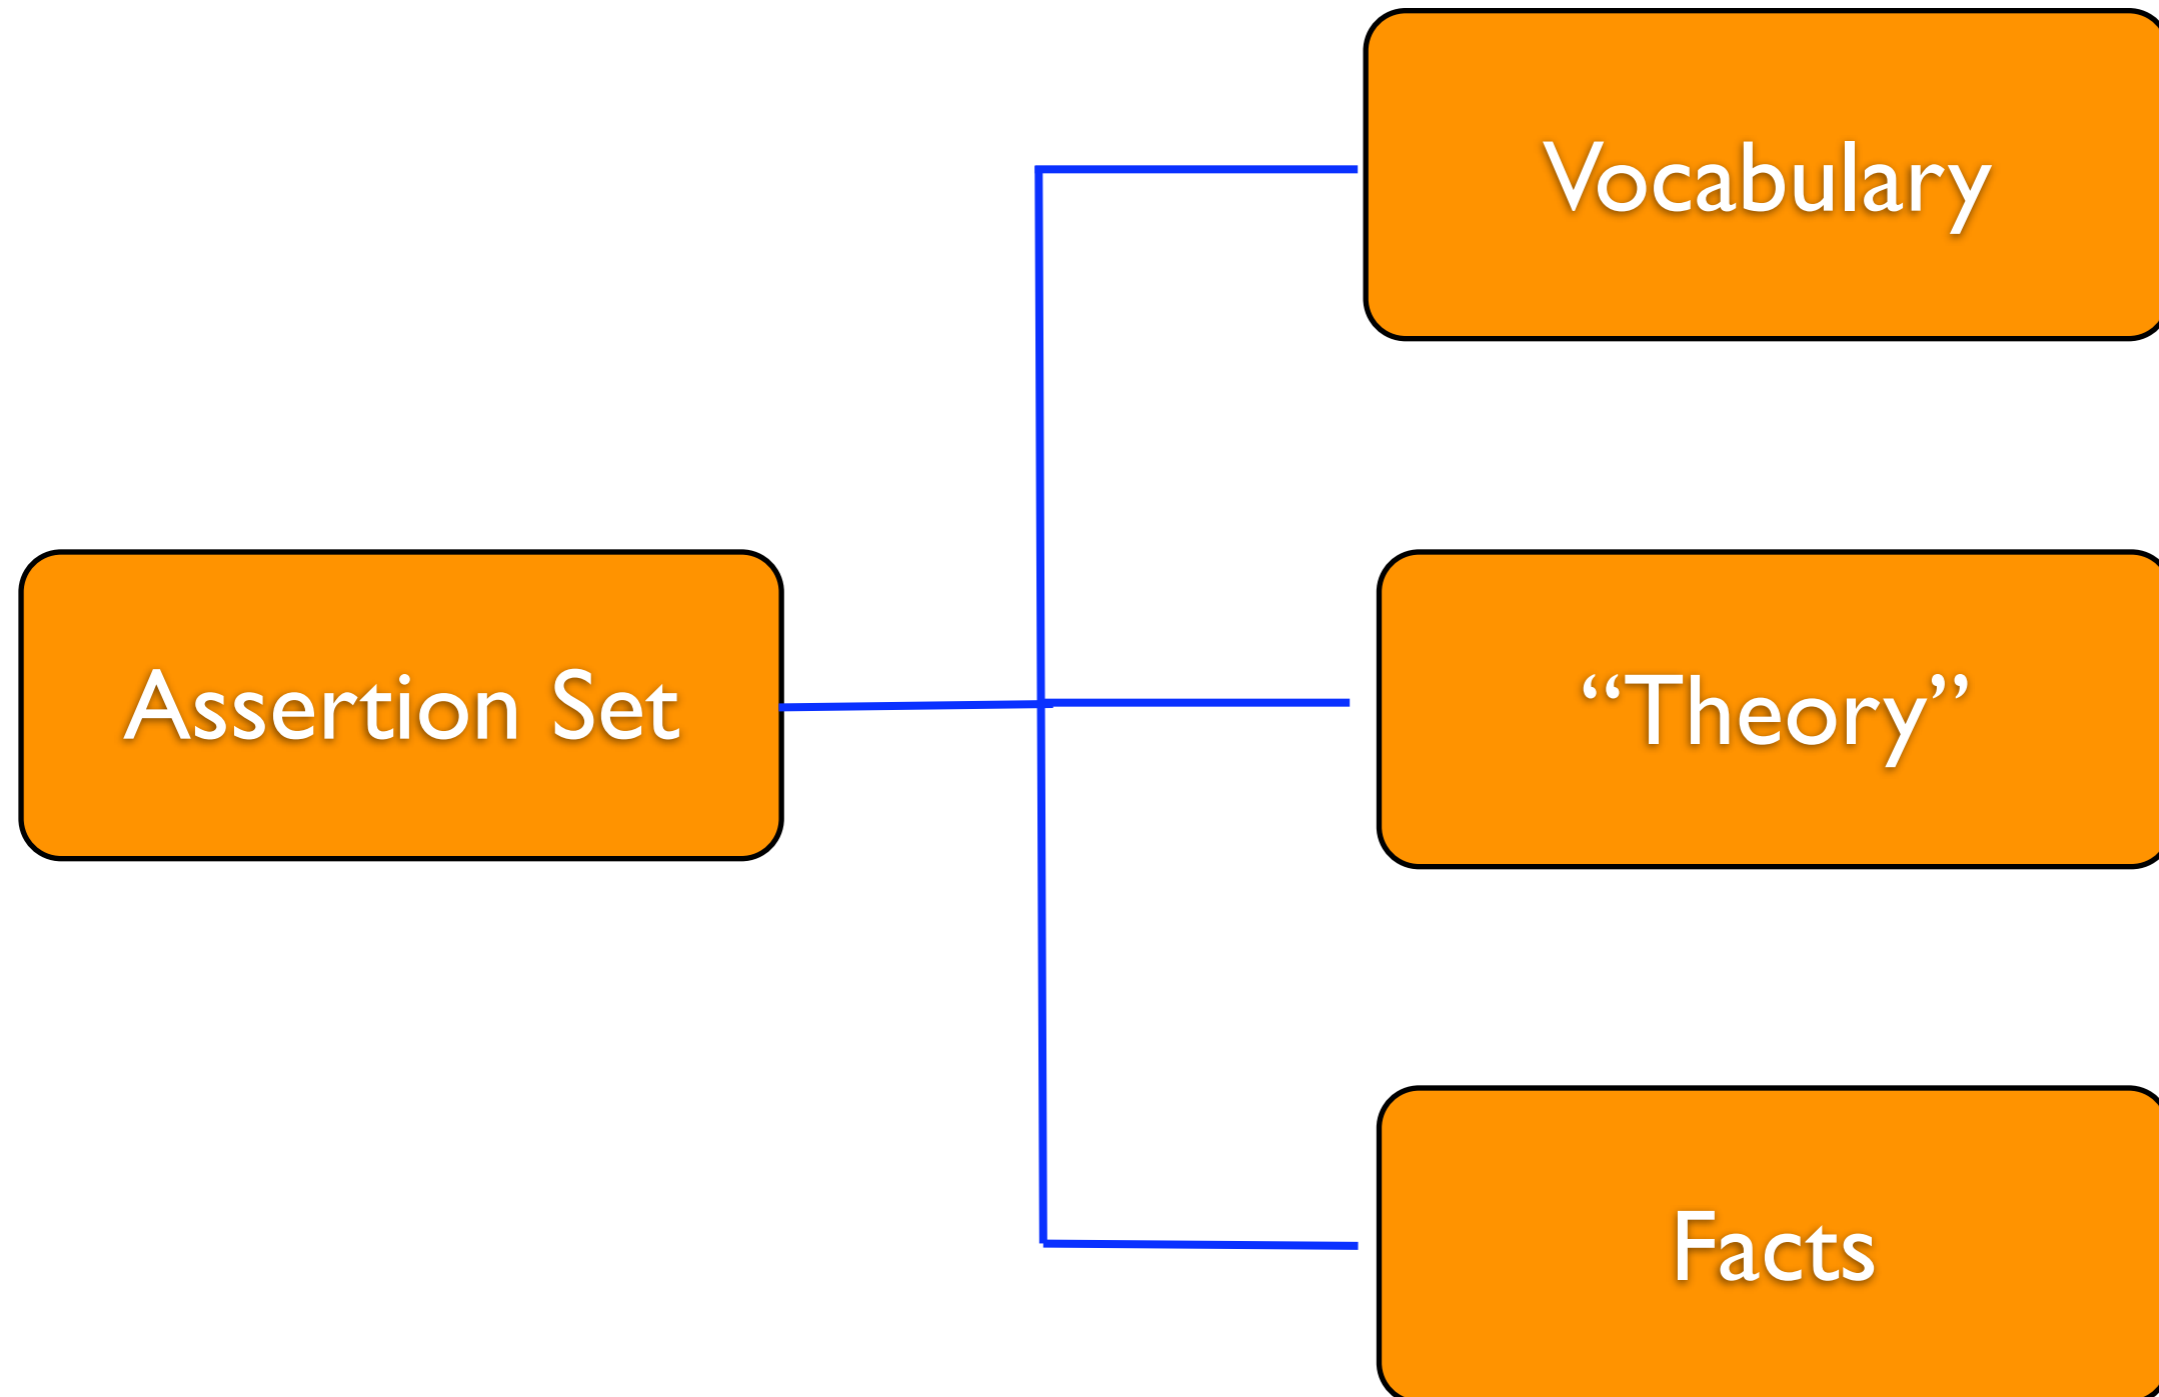 Vocabulary
Assertion Set
“Theory”
Facts